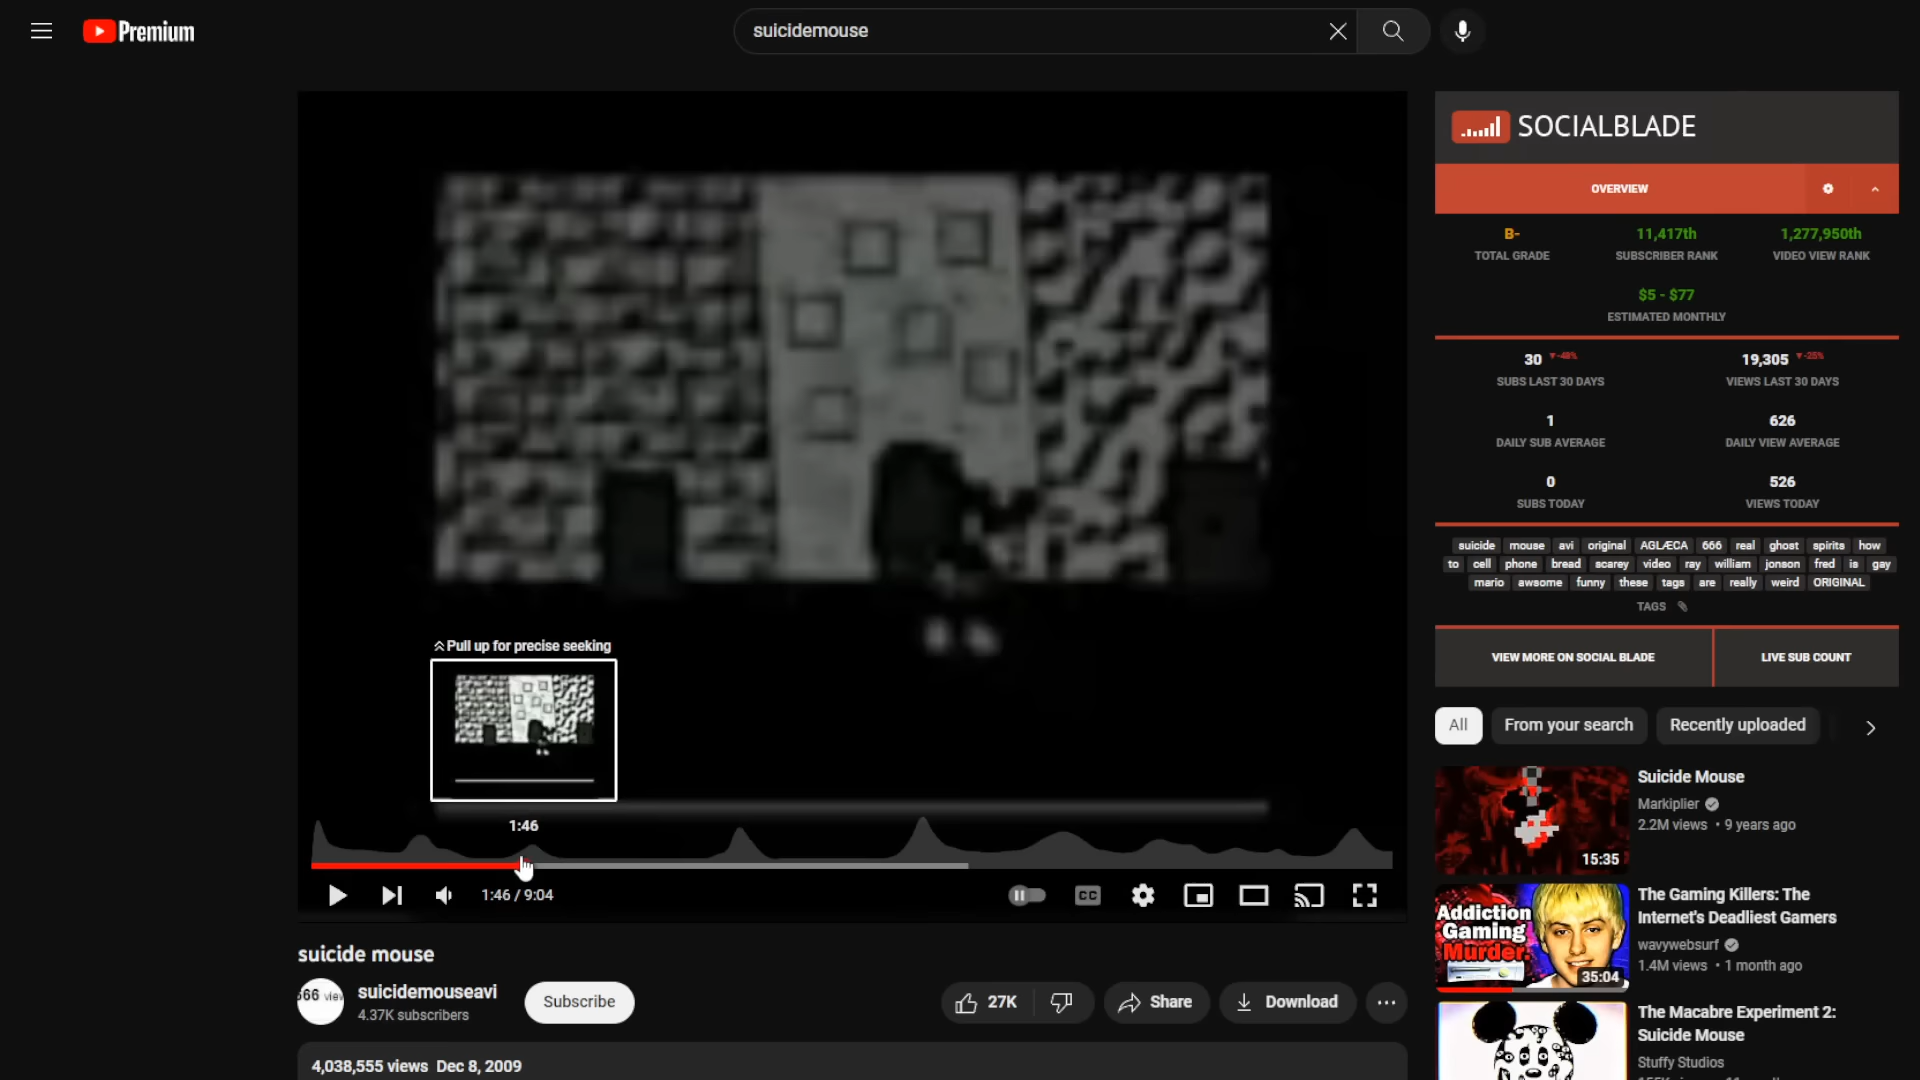 Premium
suicidemouse
SOCIALBLADE
OVERVIEW
B-
11,417th
1,277,950th
TOTAL GRADE
SUBSCRIBER RANK
VIDEO VIEW RANK
$5 - $77
ESTIMATED MONTHLY
30 ▼-48%
19,305 ▼-25%
SUBS LAST 30 DAYS
VIEWS LAST 30 DAYS
1
626
DAILY SUB AVERAGE
DAILY VIEW AVERAGE
0
526
SUBS TODAY
VIEWS TODAY
suicide mouse avi original AGLÆCA 666 real ghost spirits how
to cell phone bread scarey video ray william jonson fred is gay
mario awsome funny these tags are really weird ORIGINAL
TAGS
VIEW MORE ON SOCIAL BLADE
LIVE SUB COUNT
Pull up for precise seeking
1:46
1:46 / 9:04
CC
suicide mouse
suicidemouseavi
4.37K subscribers
Subscribe
27K
Share
Download
4,038,555 views Dec 8, 2009
All
From your search
Recently uploaded
Suicide Mouse
Markiplier
2.2M views • 9 years ago
15:35
Addiction
Gaming
Murder.
35:04
The Gaming Killers: The
Internet's Deadliest Gamers
wavywebsurf
1.4M views • 1 month ago
The Macabre Experiment 2:
Suicide Mouse
Stuffy Studios